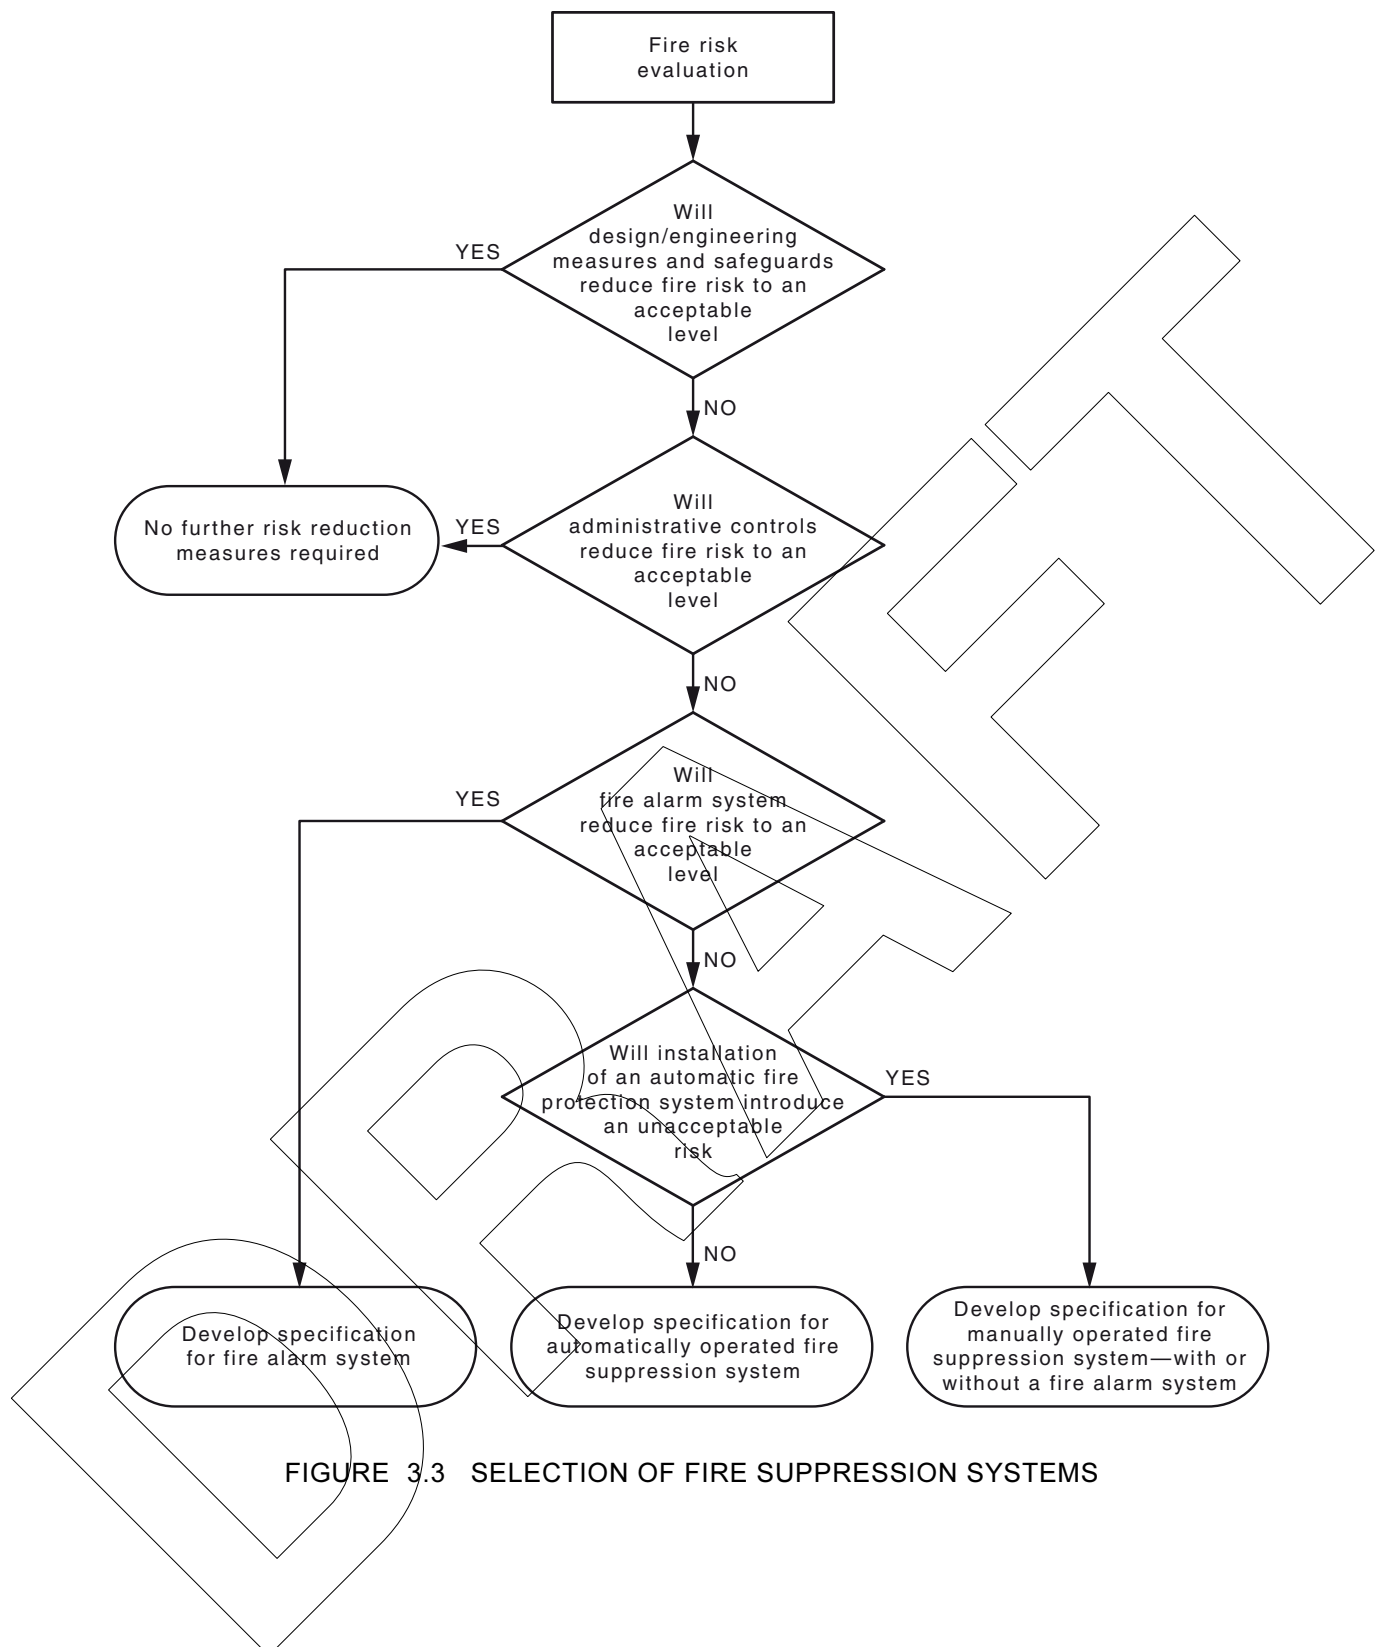 Fire risk
evaluation
Will
design/engineering
measures and safeguards
reduce fire risk to an
acceptable
level
YES
NO
Will
administrative controls
reduce fire risk to an
acceptable
level
YES
No further risk reduction
measures required
NO
Will
fire alarm system
reduce fire risk to an
acceptable
level
YES
NO
Will installation
of an automatic fire
protection system introduce
an unacceptable
risk
YES
NO
Develop specification
for fire alarm system
Develop specification for
automatically operated fire
suppression system
Develop specification for
manually operated fire
suppression system—with or
without a fire alarm system
FIGURE 3.3 SELECTION OF FIRE SUPPRESSION SYSTEMS
DRAFT